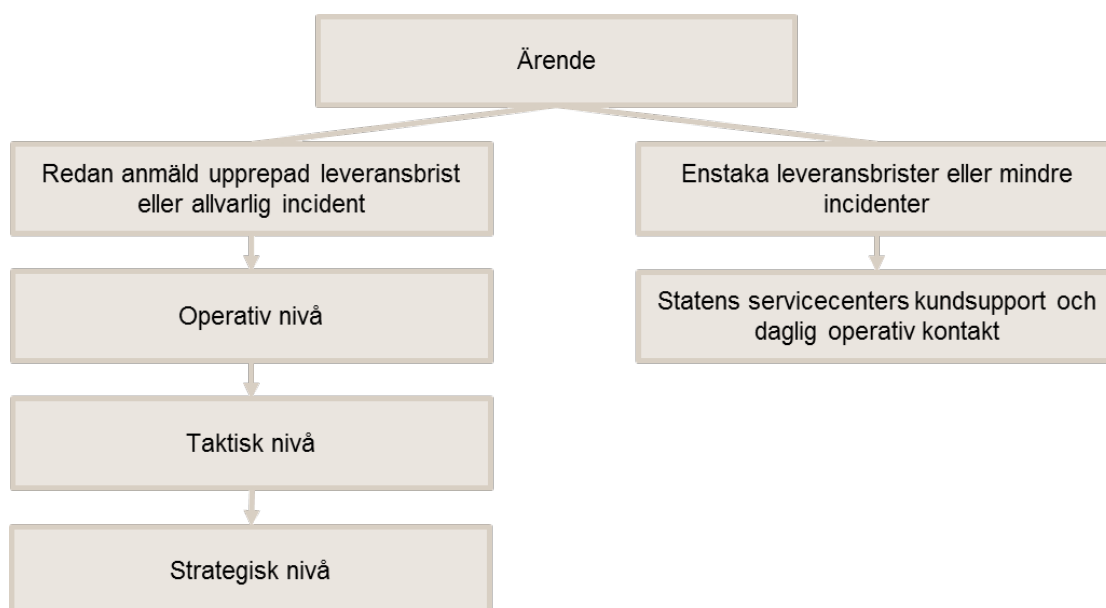 Ärende
Redan anmäld upprepad leveransbrist
eller allvarlig incident
Enstaka leveransbrister eller mindre
incidenter
Operativ nivå
Statens servicecenters kundsupport och
daglig operativ kontakt
Taktisk nivå
Strategisk nivå